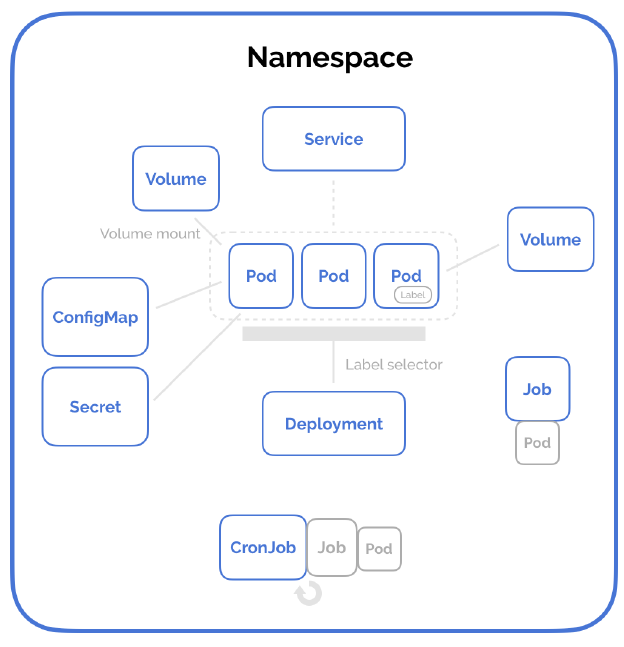 Namespace
Service
Volume
Volume mount
Volume
Pod
Pod
Pod
Label
ConfigMap
Secret
Label selector
Deployment
Job
Pod
CronJob
Job
Pod